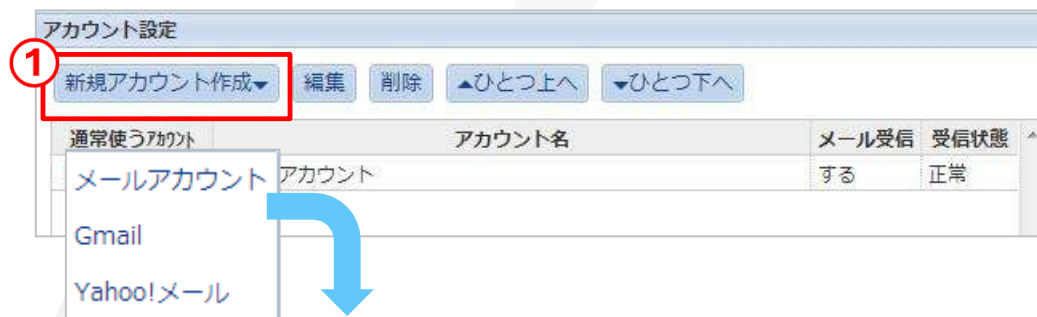 アカウント設定
①
新規アカウント作成▼ 編集 削除 ▲ひとつ上へ ▼ひとつ下へ
通常使うｱｶｳﾝﾄ アカウント名 メール受信 受信状態
アカウント する 正常
メールアカウント
Gmail
Yahoo!メール